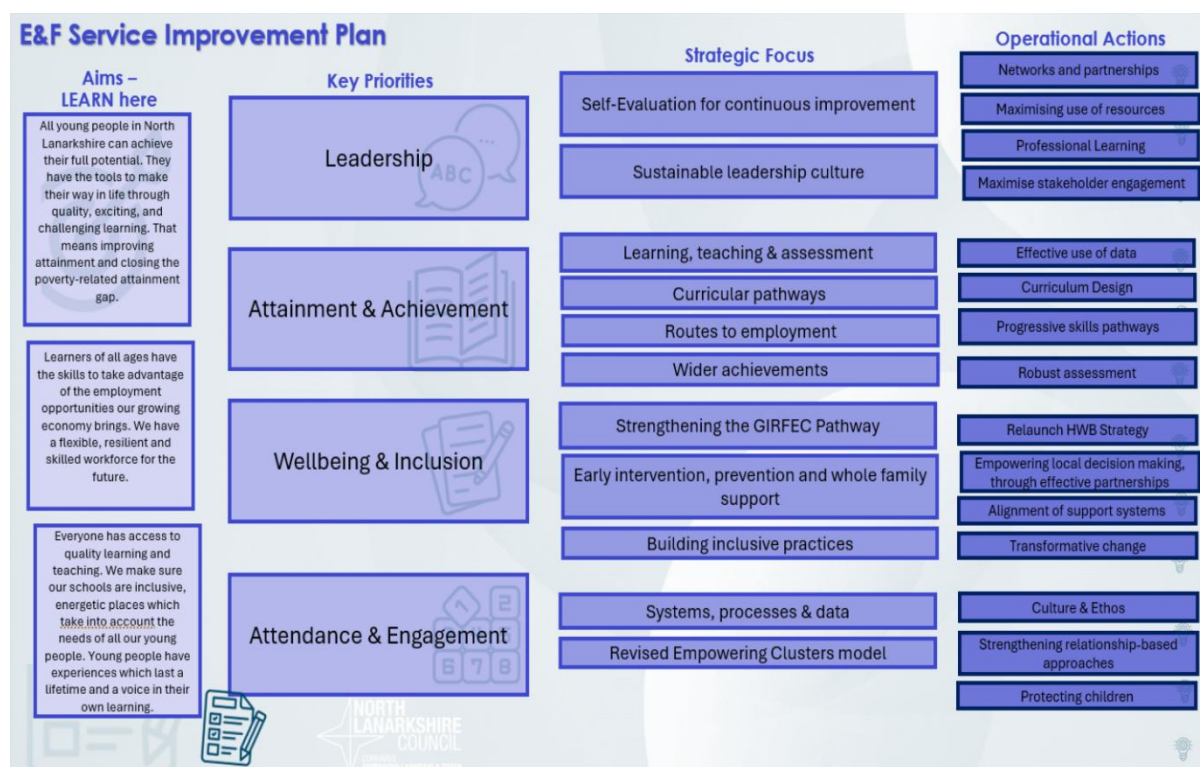 E&F Service Improvement Plan
Aims –
LEARN here
All young people in North
Lanarkshire can achieve
their full potential. They
have the tools to make
their way in life through
quality, exciting, and
challenging learning. That
means improving
attainment and closing the
poverty-related attainment
gap.
Learners of all ages have
the skills to take advantage
of the employment
opportunities our growing
economy brings. We have
a flexible, resilient and
skilled workforce for the
future.
Everyone has access to
quality learning and
teaching. We make sure
our schools are inclusive,
energetic places which
take into account the
needs of all our young
people. Young people have
experiences which last a
lifetime and a voice in their
own learning.
Key Priorities
Leadership
ABC
Attainment & Achievement
Wellbeing & Inclusion
Attendance & Engagement
2
6 7 8
Strategic Focus
Self-Evaluation for continuous improvement
Sustainable leadership culture
Learning, teaching & assessment
Curricular pathways
Routes to employment
Wider achievements
Strengthening the GIRFEC Pathway
Early intervention, prevention and whole family
support
Building inclusive practices
Systems, processes & data
Revised Empowering Clusters model
Operational Actions
Networks and partnerships
Maximising use of resources
Professional Learning
Maximise stakeholder engagement
Effective use of data
Curriculum Design
Progressive skills pathways
Robust assessment
Relaunch HWB Strategy
Empowering local decision making,
through effective partnerships
Alignment of support systems
Transformative change
Culture & Ethos
Strengthening relationship-based
approaches
Protecting children
NORTH
LANARKSHIRE
COUNCIL